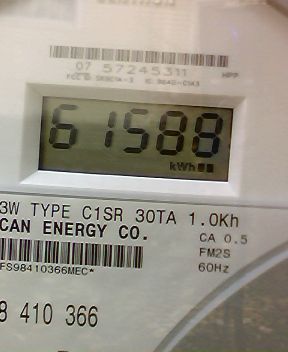 07 57245311 HPP
61588
kWh
3W TYPE C1SR 30TA 1.0Kh
CAN ENERGY CO. CA 0.5
FM2S
FS98410366MEC* 60Hz
8 410 366